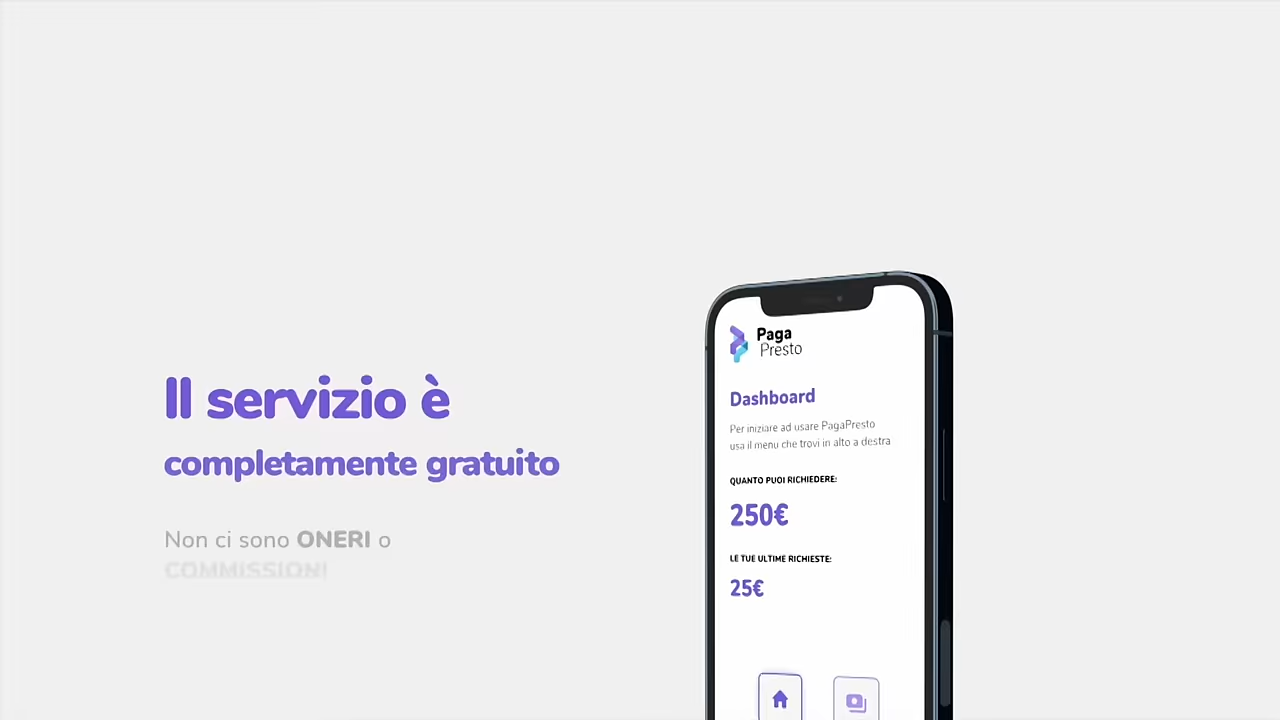 Il servizio è
completamente gratuito
Non ci sono ONERI o
COMMISSIONI
Paga
Presto
Dashboard
Per iniziare ad usare PagaPresto
usa il menu che trovi in alto a destra
QUANTO PUOI RICHIEDERE:
250€
LE TUE ULTIME RICHIESTE:
25€